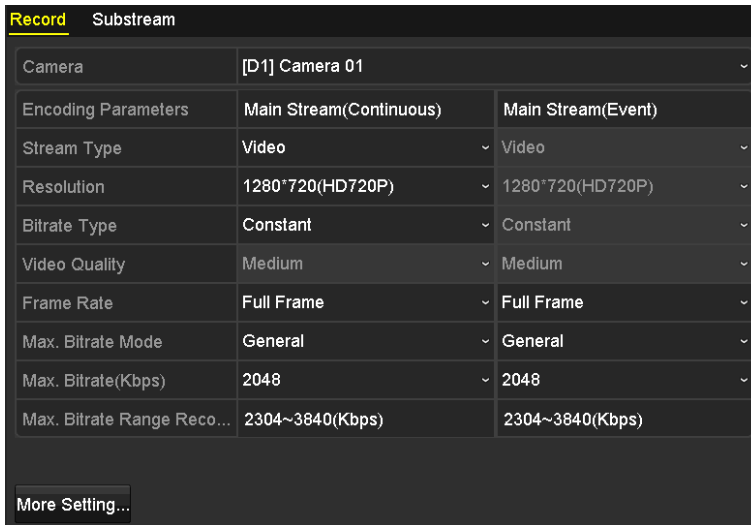 Record Substream
Camera [D1] Camera 01
Encoding Parameters Main Stream(Continuous) Main Stream(Event)
Stream Type Video Video
Resolution 1280*720(HD720P) 1280*720(HD720P)
Bitrate Type Constant Constant
Video Quality Medium Medium
Frame Rate Full Frame Full Frame
Max. Bitrate Mode General General
Max. Bitrate(Kbps) 2048 2048
Max. Bitrate Range Reco... 2304~3840(Kbps) 2304~3840(Kbps)
More Setting...